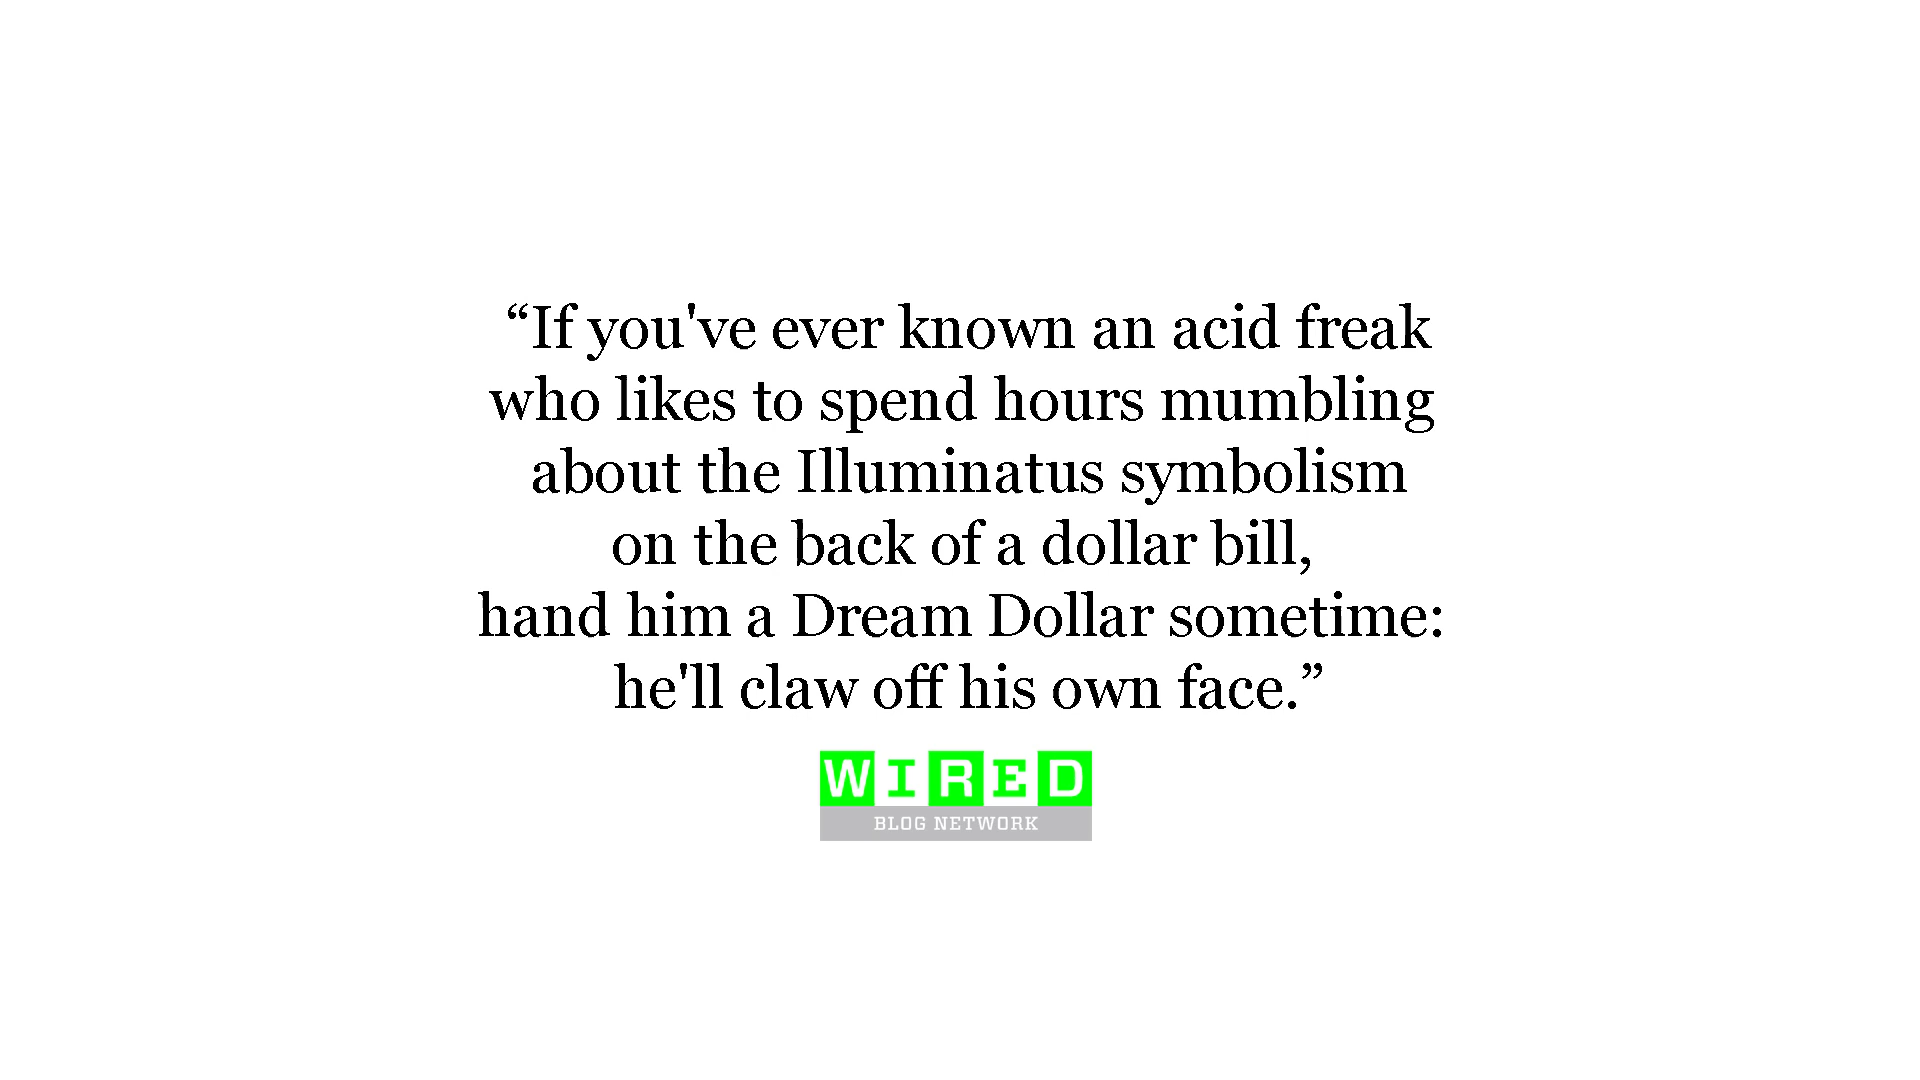 “If you've ever known an acid freak
who likes to spend hours mumbling
about the Illuminatus symbolism
on the back of a dollar bill,
hand him a Dream Dollar sometime:
he'll claw off his own face.”
WIRED
BLOG NETWORK